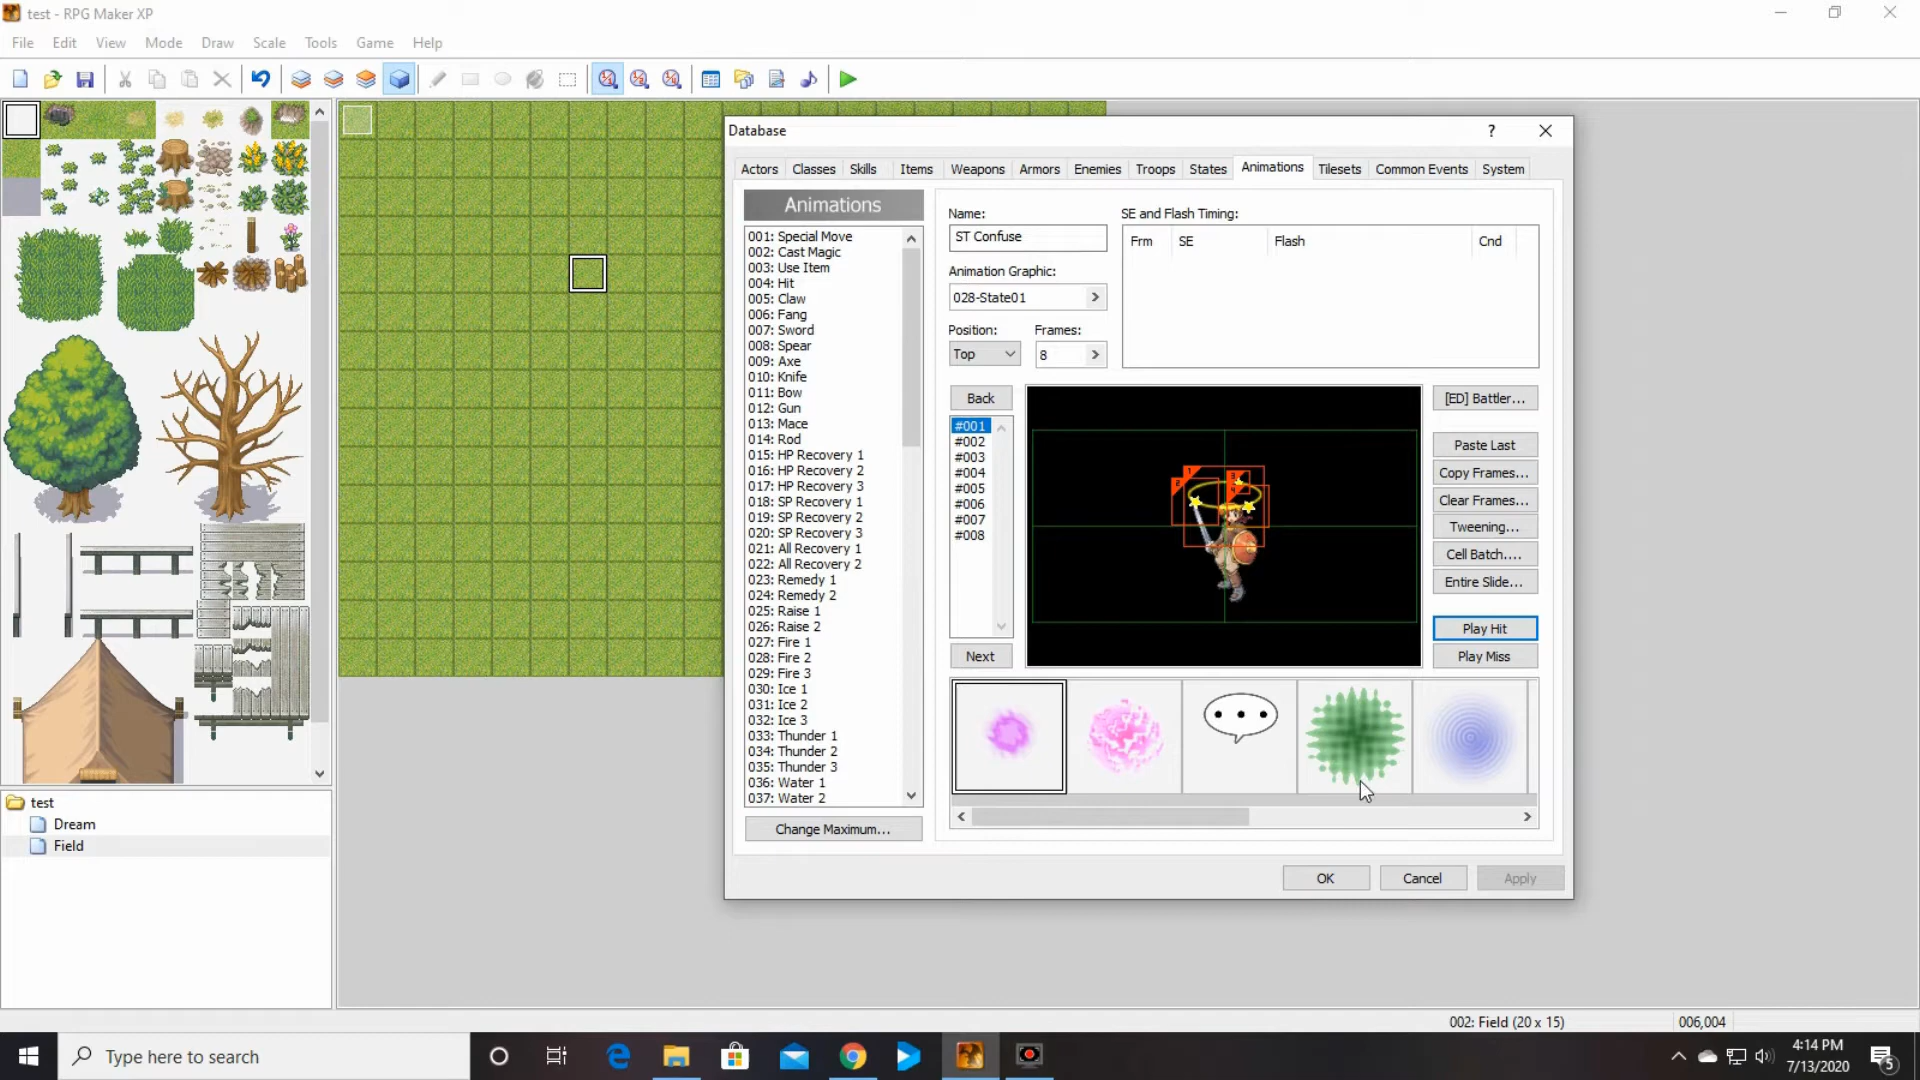 test - RPG Maker XP
File Edit View Mode Draw Scale Tools Game Help
Database
?
Actors Classes Skills Items Weapons Armors Enemies Troops States Animations Tilesets Common Events System
Animations
001: Special Move
002: Cast Magic
003: Use Item
004: Hit
005: Claw
006: Fang
007: Sword
008: Spear
009: Axe
010: Knife
011: Bow
012: Gun
013: Mace
014: Rod
015: HP Recovery 1
016: HP Recovery 2
017: HP Recovery 3
018: SP Recovery 1
019: SP Recovery 2
020: SP Recovery 3
021: All Recovery 1
022: All Recovery 2
023: Remedy 1
024: Remedy 2
025: Raise 1
026: Raise 2
027: Fire 1
028: Fire 2
029: Fire 3
030: Ice 1
031: Ice 2
032: Ice 3
033: Thunder 1
034: Thunder 2
035: Thunder 3
036: Water 1
037: Water 2
Change Maximum...
Name:
ST Confuse
Animation Graphic:
028-State01
Position: Frames:
Top 8
SE and Flash Timing:
Frm SE Flash Cnd
Back
#001
#002
#003
#004
#005
#006
#007
#008
Next
[ED] Battler...
Paste Last
Copy Frames...
Clear Frames...
Tweening...
Cell Batch....
Entire Slide...
Play Hit
Play Miss
OK Cancel Apply
test
Dream
Field
002: Field (20 x 15) 006,004
Type here to search
4:14 PM
7/13/2020
5